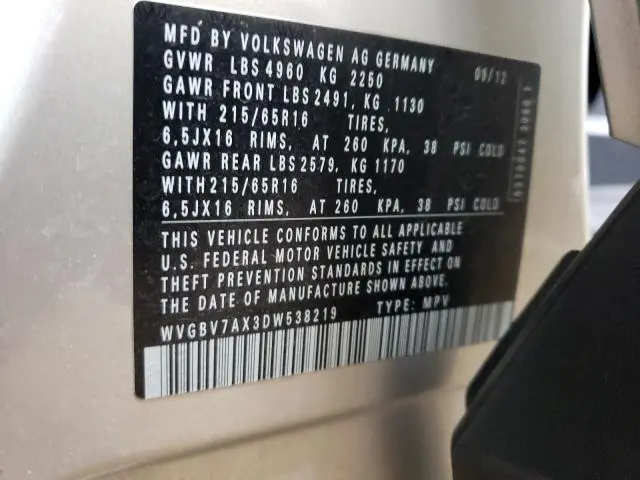 MFD BY VOLKSWAGEN AG GERMANY
GVWR LBS 4960 KG 2250 09/12
GAWR FRONT LBS 2491, KG 1130
WITH 215/65R16 TIRES,
6,5JX16 RIMS, AT 260 KPA, 38 PSI COLD
GAWR REAR LBS 2579, KG 1170
WITH 215/65R16 TIRES,
6,5JX16 RIMS, AT 260 KPA, 38 PSI COLD
THIS VEHICLE CONFORMS TO ALL APPLICABLE
U.S. FEDERAL MOTOR VEHICLE SAFETY AND
THEFT PREVENTION STANDARDS IN EFFECT ON
THE DATE OF MANUFACTURE SHOWN ABOVE.
WVGBV7AX3DW538219 TYPE: MPV